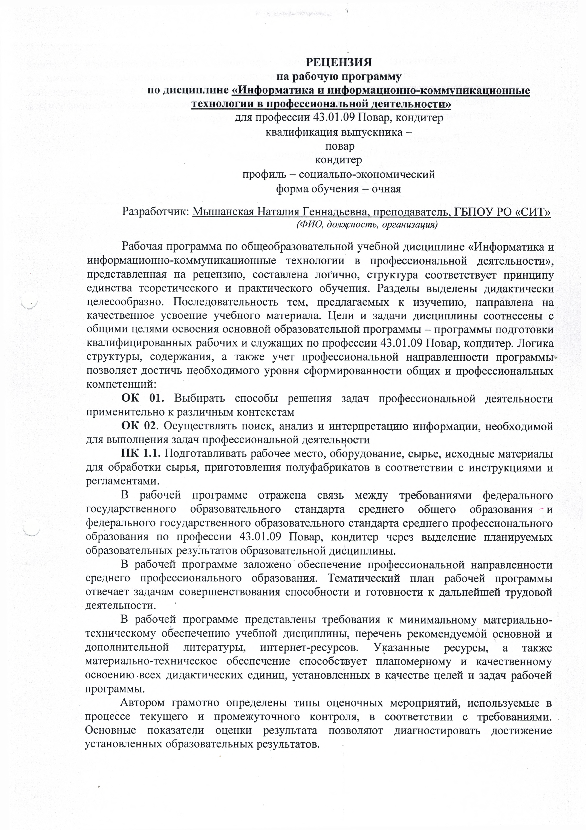 РЕЦЕНЗИЯ
на рабочую программу
по дисциплине «Информатика и информационно-коммуникационные
технологии в профессиональной деятельности»
для профессии 43.01.09 Повар, кондитер
квалификация выпускника –
повар
кондитер
профиль – социально-экономический
форма обучения – очная
Разработчик: Мышанская Наталия Геннадьевна, преподаватель, ГБПОУ РО «СИТ»
(ФИО, должность, организация)
Рабочая программа по общеобразовательной учебной дисциплине «Информатика и
информационно-коммуникационные технологии в профессиональной деятельности»,
представленная на рецензию, составлена логично, структура соответствует принципу
единства теоретического и практического обучения. Разделы выделены дидактически
целесообразно. Последовательность тем, предлагаемых к изучению, направлена на
качественное усвоение учебного материала. Цели и задачи дисциплины соотнесены с
общими целями освоения основной образовательной программы – программы подготовки
квалифицированных рабочих и служащих по профессии 43.01.09 Повар, кондитер. Логика
структуры, содержания, а также учет профессиональной направленности программы
позволяет достичь необходимого уровня сформированности общих и профессиональных
компетенций:
ОК 01. Выбирать способы решения задач профессиональной деятельности
применительно к различным контекстам
ОК 02. Осуществлять поиск, анализ и интерпретацию информации, необходимой
для выполнения задач профессиональной деятельности
ПК 1.1. Подготавливать рабочее место, оборудование, сырье, исходные материалы
для обработки сырья, приготовления полуфабрикатов в соответствии с инструкциями и
регламентами.
В рабочей программе отражена связь между требованиями федерального
государственного образовательного стандарта среднего общего образования и
федерального государственного образовательного стандарта среднего профессионального
образования по профессии 43.01.09 Повар, кондитер через выделение планируемых
образовательных результатов образовательной дисциплины.
В рабочей программе заложено обеспечение профессиональной направленности
среднего профессионального образования. Тематический план рабочей программы
отвечает задачам совершенствования способности и готовности к дальнейшей трудовой
деятельности.
В рабочей программе представлены требования к минимальному материально-
техническому обеспечению учебной дисциплины, перечень рекомендуемой основной и
дополнительной литературы, интернет-ресурсов. Указанные ресурсы, а также
материально-техническое обеспечение способствует планомерному и качественному
освоению всех дидактических единиц, установленных в качестве целей и задач рабочей
программы.
Автором грамотно определены типы оценочных мероприятий, используемые в
процессе текущего и промежуточного контроля, в соответствии с требованиями.
Основные показатели оценки результата позволяют диагностировать достижение
установленных образовательных результатов.